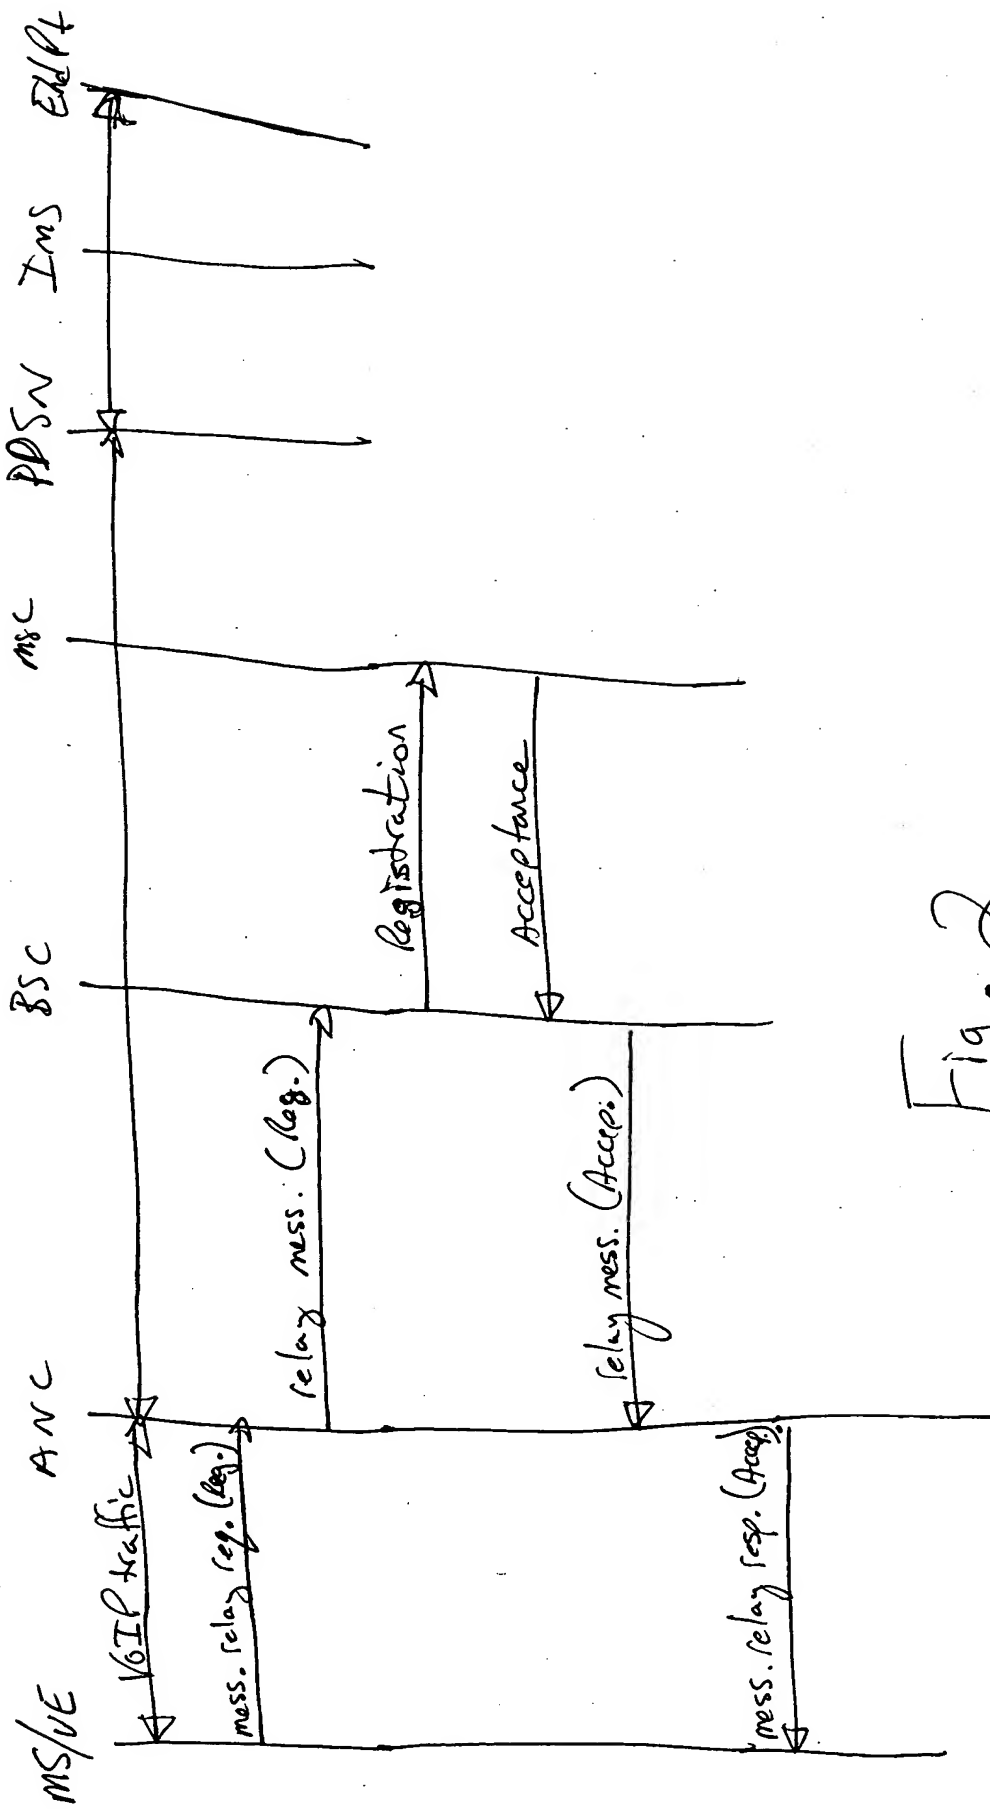 MS/UE
ANC
BSC
MSC
PDSN
IMS
End Pt
VoIP traffic
mess. relay req. (Reg.)
relay mess. (Reg.)
Registration
Acceptance
relay mess. (Accep.)
mess. relay resp. (Accep.)
Fig. 2